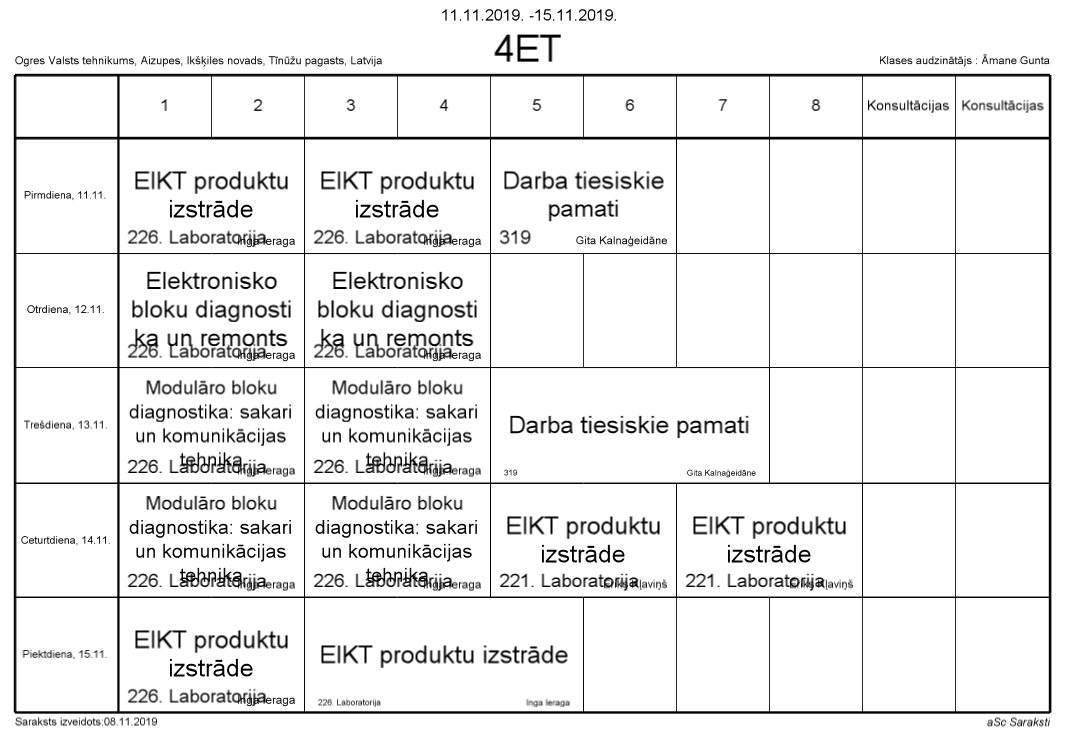 11.11.2019. -15.11.2019.
4ET
Ogres Valsts tehnikums, Aizupes, Ikšķiles novads, Tīnūžu pagasts, Latvija
Klases audzinātājs : Āmane Gunta
1 2 3 4 5 6 7 8 Konsultācijas Konsultācijas
Pirmdiena, 11.11.
EIKT produktu
izstrāde
226. Laboratorija Inga Ieraga
EIKT produktu
izstrāde
226. Laboratorija Inga Ieraga
Darba tiesiskie
pamati
319 Gita Kalnaģeidāne
Otrdiena, 12.11.
Elektronisko
bloku diagnosti
ka un remonts
226. Laboratorija Inga Ieraga
Elektronisko
bloku diagnosti
ka un remonts
226. Laboratorija Inga Ieraga
Trešdiena, 13.11.
Modulāro bloku
diagnostika: sakari
un komunikācijas
tehnika
226. Laboratorija Inga Ieraga
Modulāro bloku
diagnostika: sakari
un komunikācijas
tehnika
226. Laboratorija Inga Ieraga
Darba tiesiskie pamati
319 Gita Kalnaģeidāne
Ceturtdiena, 14.11.
Modulāro bloku
diagnostika: sakari
un komunikācijas
tehnika
226. Laboratorija Inga Ieraga
Modulāro bloku
diagnostika: sakari
un komunikācijas
tehnika
226. Laboratorija Inga Ieraga
EIKT produktu
izstrāde
221. Laboratorija Ēriks Kļaviņš
EIKT produktu
izstrāde
221. Laboratorija Ēriks Kļaviņš
Piektdiena, 15.11.
EIKT produktu
izstrāde
226. Laboratorija Inga Ieraga
EIKT produktu izstrāde
226. Laboratorija Inga Ieraga
Saraksts izveidots:08.11.2019
aSc Saraksti